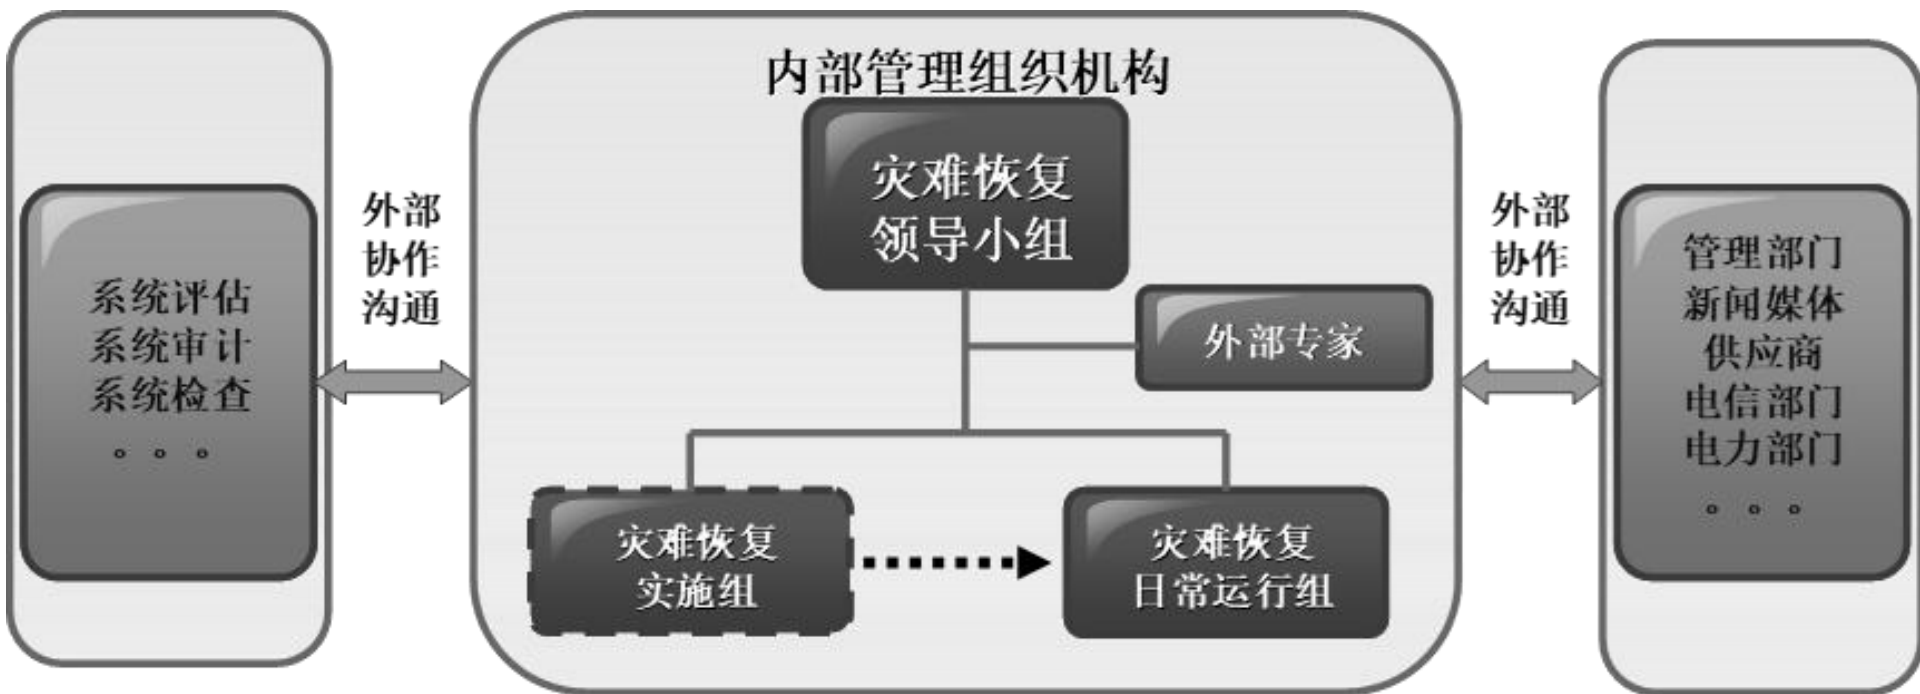 系统评估
系统审计
系统检查
。。。
外部
协作
沟通
内部管理组织机构
灾难恢复
领导小组
外部专家
灾难恢复
实施组
灾难恢复
日常运行组
外部
协作
沟通
管理部门
新闻媒体
供应商
电信部门
电力部门
。。。